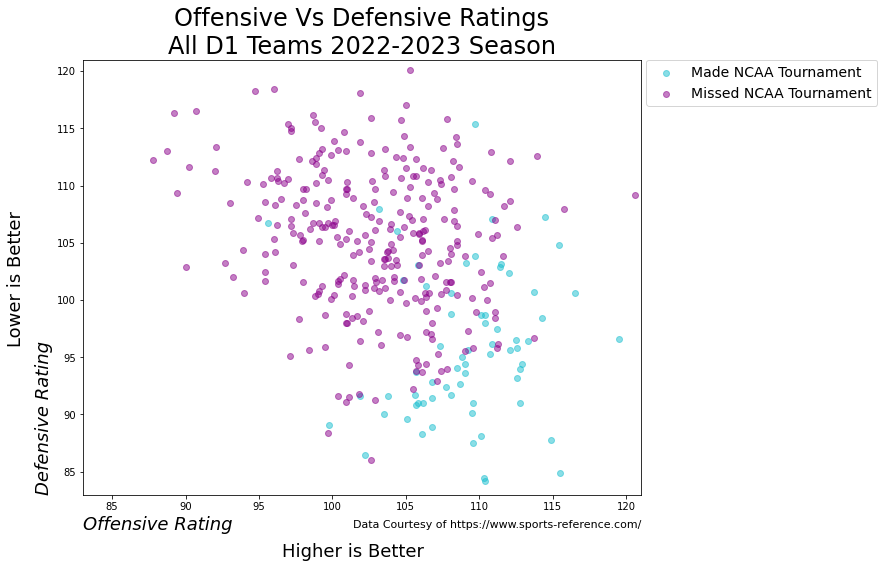 Offensive Vs Defensive Ratings
All D1 Teams 2022-2023 Season
Made NCAA Tournament
Missed NCAA Tournament
120
115
110
105
100
95
90
85
Lower is Better
Defensive Rating
85
90
95
100
105
110
115
120
Offensive Rating
Data Courtesy of https://www.sports-reference.com/
Higher is Better